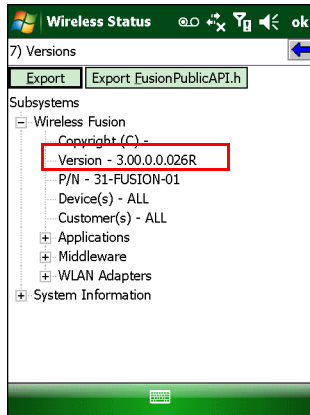 Wireless Status ok
7) Versions
Export Export FusionPublicAPI.h
Subsystems
Wireless Fusion
Copyright (C) -
Version - 3.00.0.0.026R
P/N - 31-FUSION-01
Device(s) - ALL
Customer(s) - ALL
Applications
Middleware
WLAN Adapters
System Information